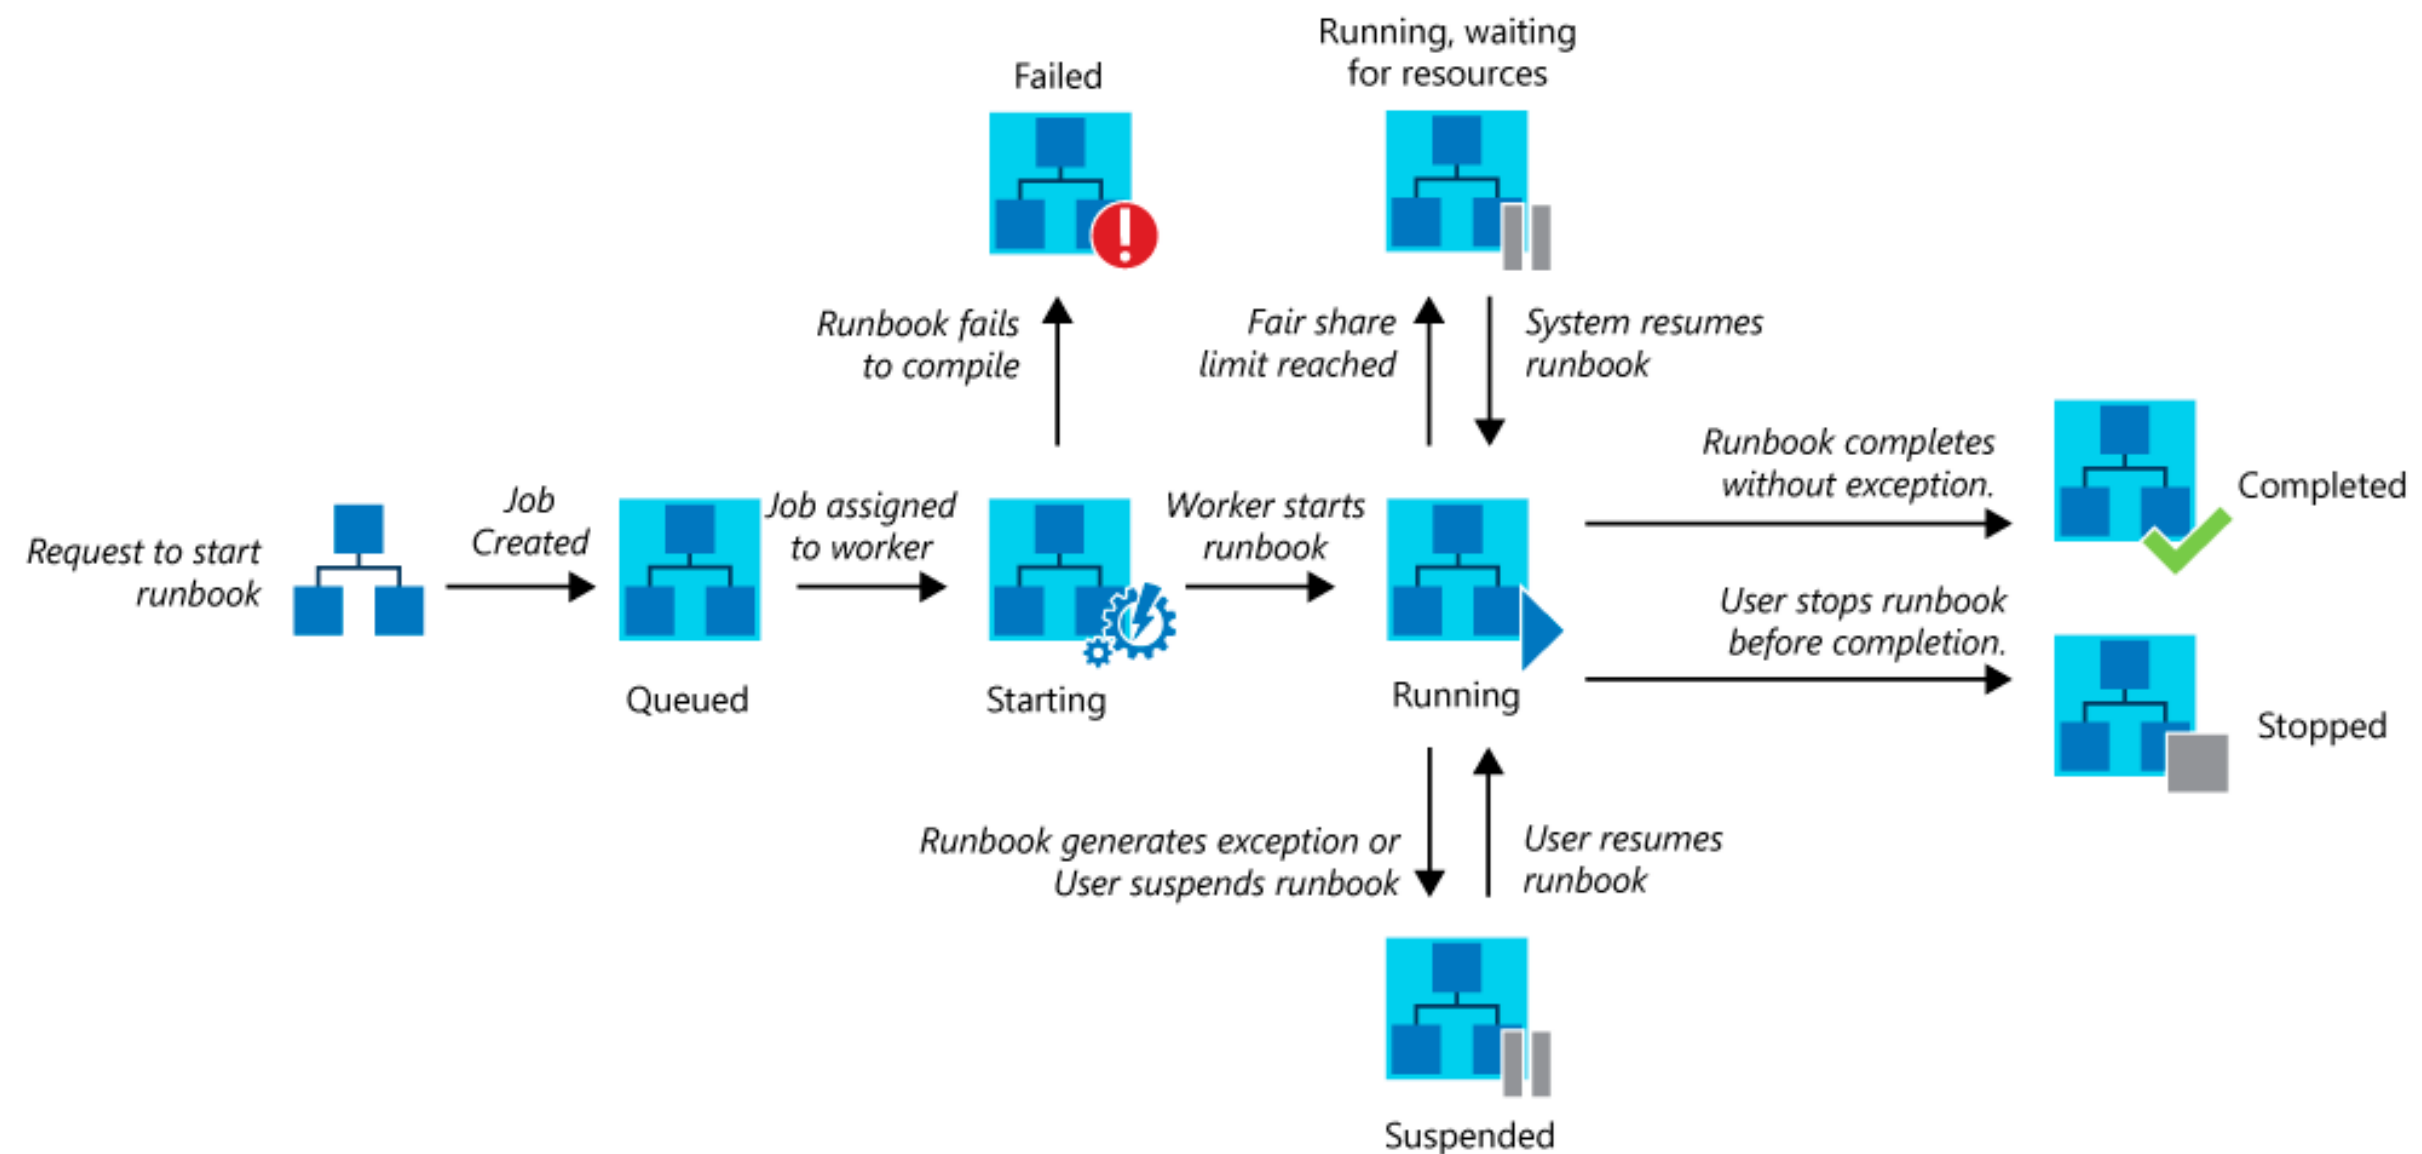 Running, waiting
for resources
Failed
Runbook fails
to compile
Fair share
limit reached
System resumes
runbook
Request to start
runbook
Job
Created
Job assigned
to worker
Worker starts
runbook
Runbook completes
without exception.
Completed
User stops runbook
before completion.
Queued
Starting
Running
Stopped
Runbook generates exception or
User suspends runbook
User resumes
runbook
Suspended